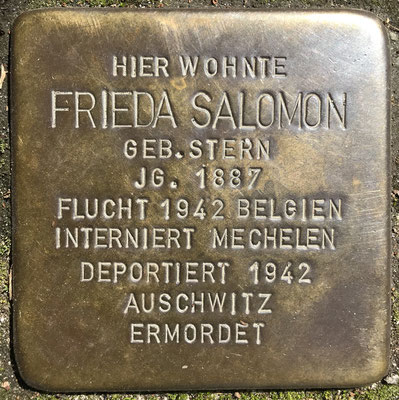 HIER WOHNTE
FRIEDA SALOMON
GEB. STERN
JG. 1887
FLUCHT 1942 BELGIEN
INTERNIERT MECHELEN
DEPORTIERT 1942
AUSCHWITZ
ERMORDET